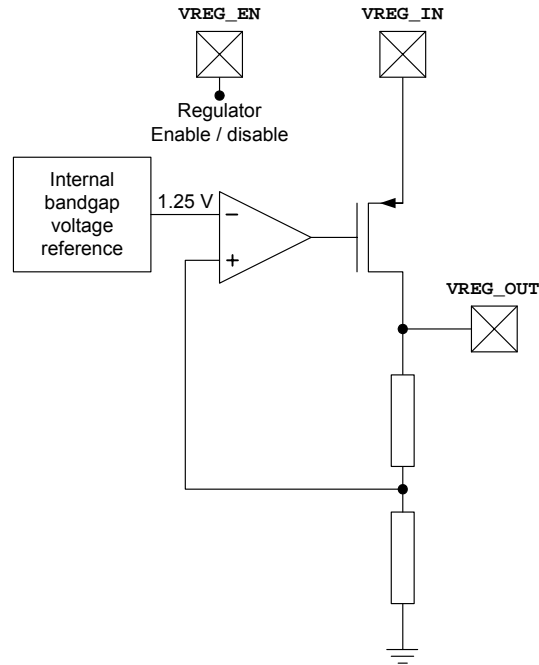 VREG_EN
VREG_IN
Regulator
Enable / disable
Internal
bandgap
voltage
reference
1.25 V
−
+
VREG_OUT